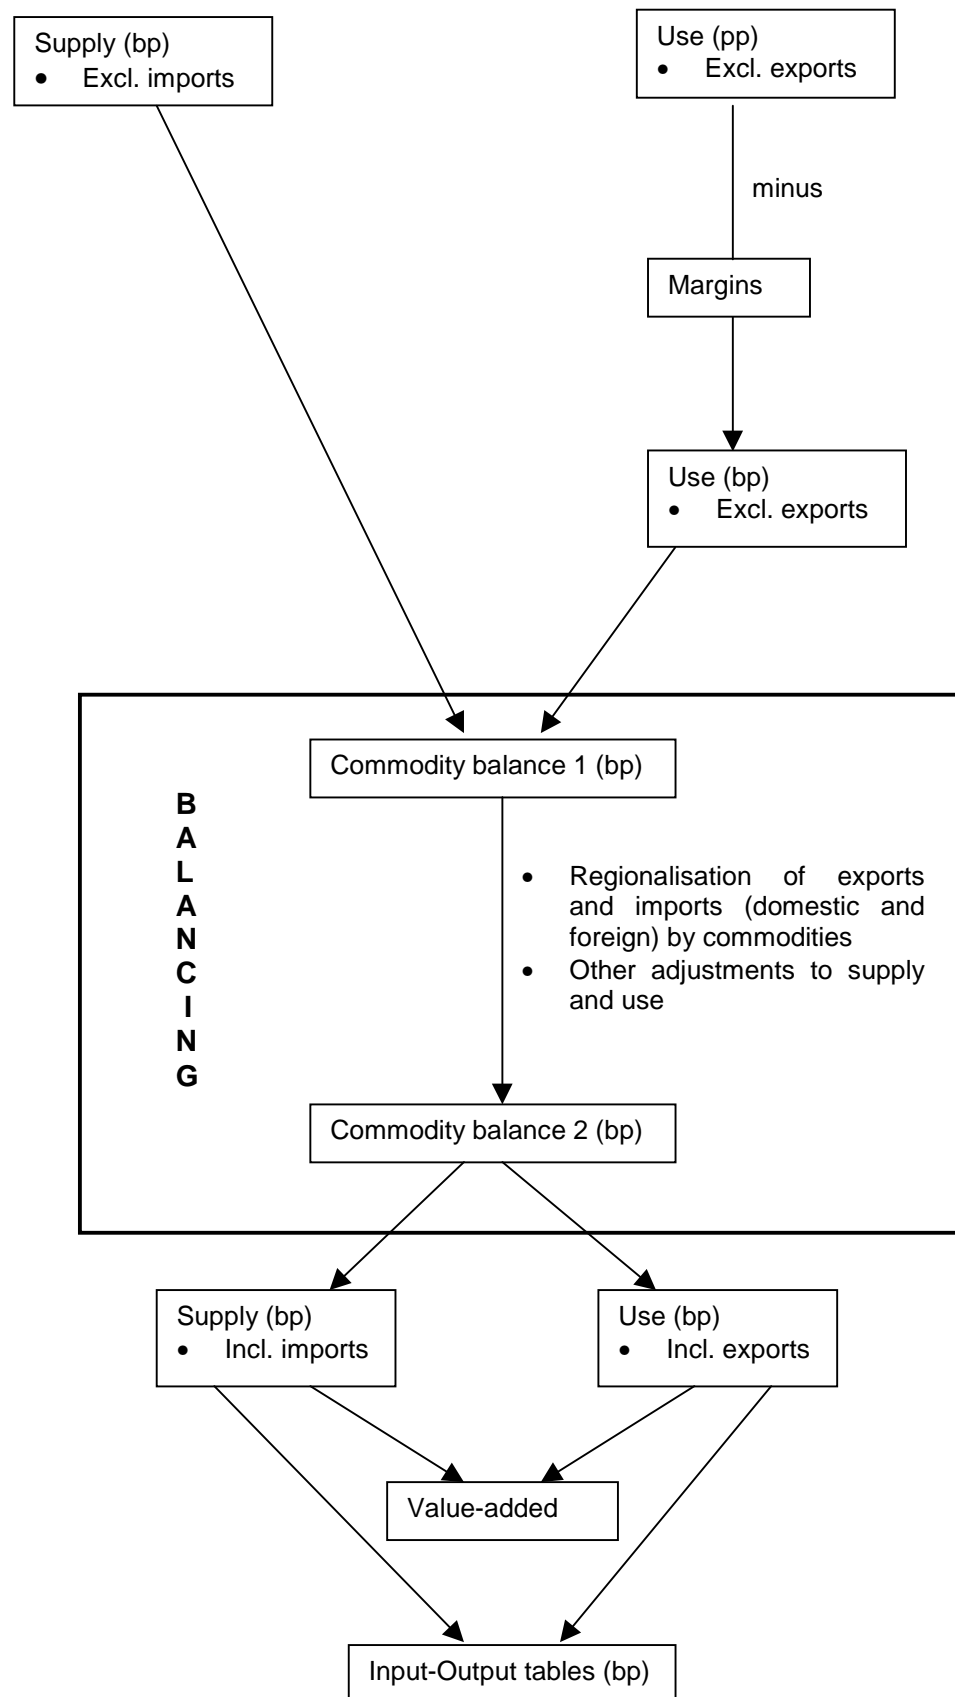 Supply (bp)
• Excl. imports
Use (pp)
• Excl. exports
minus
Margins
Use (bp)
• Excl. exports
Commodity balance 1 (bp)
B
A
L
A
N
C
I
N
G
• Regionalisation of exports
and imports (domestic and
foreign) by commodities
• Other adjustments to supply
and use
Commodity balance 2 (bp)
Supply (bp)
• Incl. imports
Use (bp)
• Incl. exports
Value-added
Input-Output tables (bp)